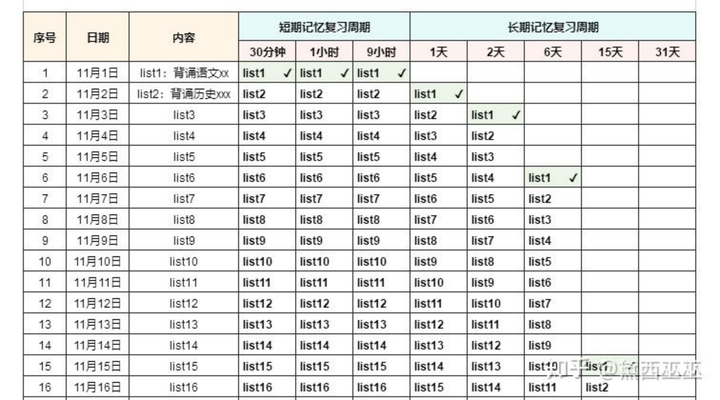 序号 日期 内容 短期记忆复习周期 长期记忆复习周期
30分钟 1小时 9小时 1天 2天 6天 15天 31天
1 11月1日 list1：背诵语文xx list1 ✓ list1 ✓ list1 ✓
2 11月2日 list2：背诵历史xxx list2 list2 list2 list1 ✓
3 11月3日 list3 list3 list3 list3 list2 list1 ✓
4 11月4日 list4 list4 list4 list4 list3 list2
5 11月5日 list5 list5 list5 list5 list4 list3
6 11月6日 list6 list6 list6 list6 list5 list4 list1 ✓
7 11月7日 list7 list7 list7 list7 list6 list5 list2
8 11月8日 list8 list8 list8 list8 list7 list6 list3
9 11月9日 list9 list9 list9 list9 list8 list7 list4
10 11月10日 list10 list10 list10 list10 list9 list8 list5
11 11月11日 list11 list11 list11 list11 list10 list9 list6
12 11月12日 list12 list12 list12 list12 list11 list10 list7
13 11月13日 list13 list13 list13 list13 list12 list11 list8
14 11月14日 list14 list14 list14 list14 list13 list12 list9
15 11月15日 list15 list15 list15 list15 list14 list13 list10
16 11月16日 list16 list16 list16 list16 list15 list14 list11 list2
知乎